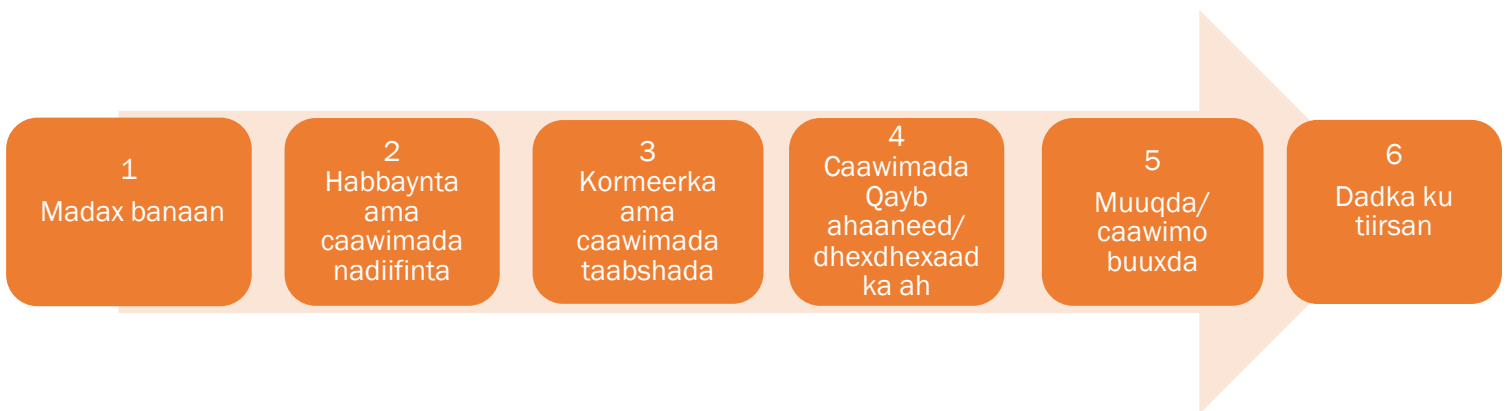 1
Madax banaan
2
Habbaynta
ama
caawimada
nadiifinta
3
Kormeerka
ama
caawimada
taabshada
4
Caawimada
Qayb
ahaaneed/
dhexdhexaad
ka ah
5
Muuqda/
caawimo
buuxda
6
Dadka ku
tiirsan